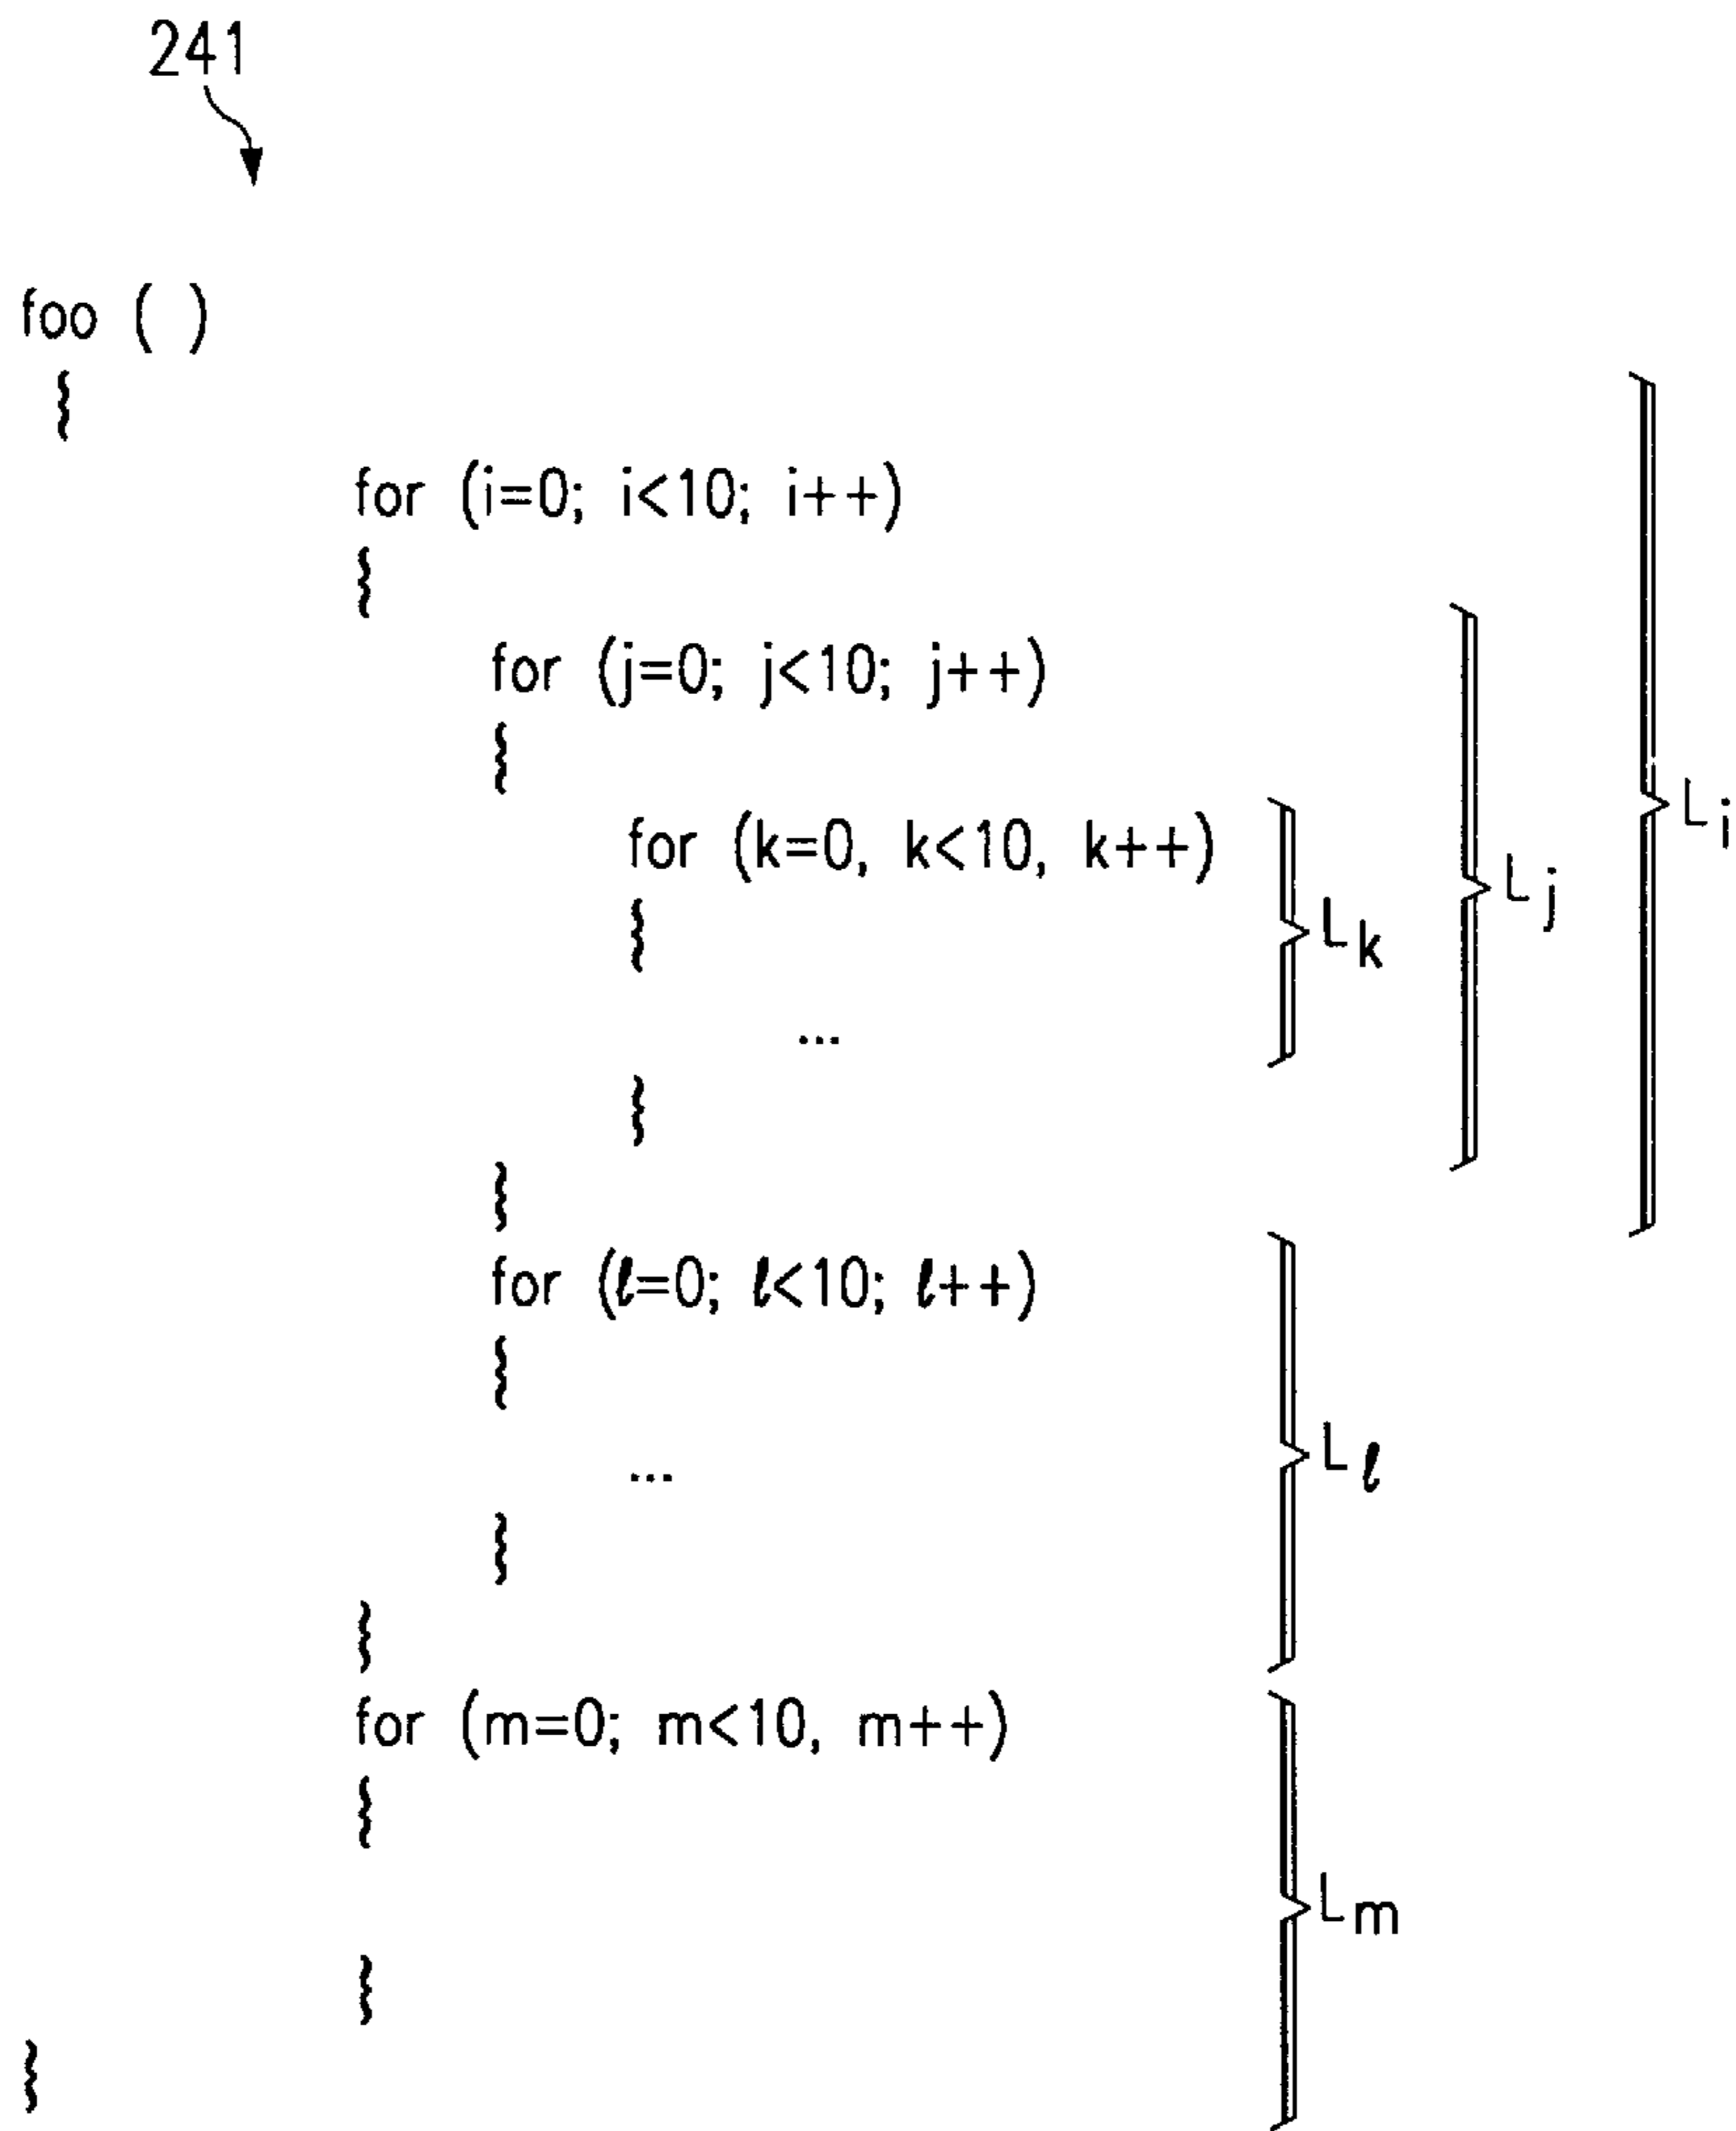 241
foo ( )
{
for (i=0; i<10; i++)
{
for (j=0; j<10; j++)
{
for (k=0, k<10, k++)
{
...
}
}
for (ℓ=0; ℓ<10; ℓ++)
{
...
}
}
for (m=0; m<10, m++)
{
}
}
Lk
Lj
Li
Lℓ
Lm